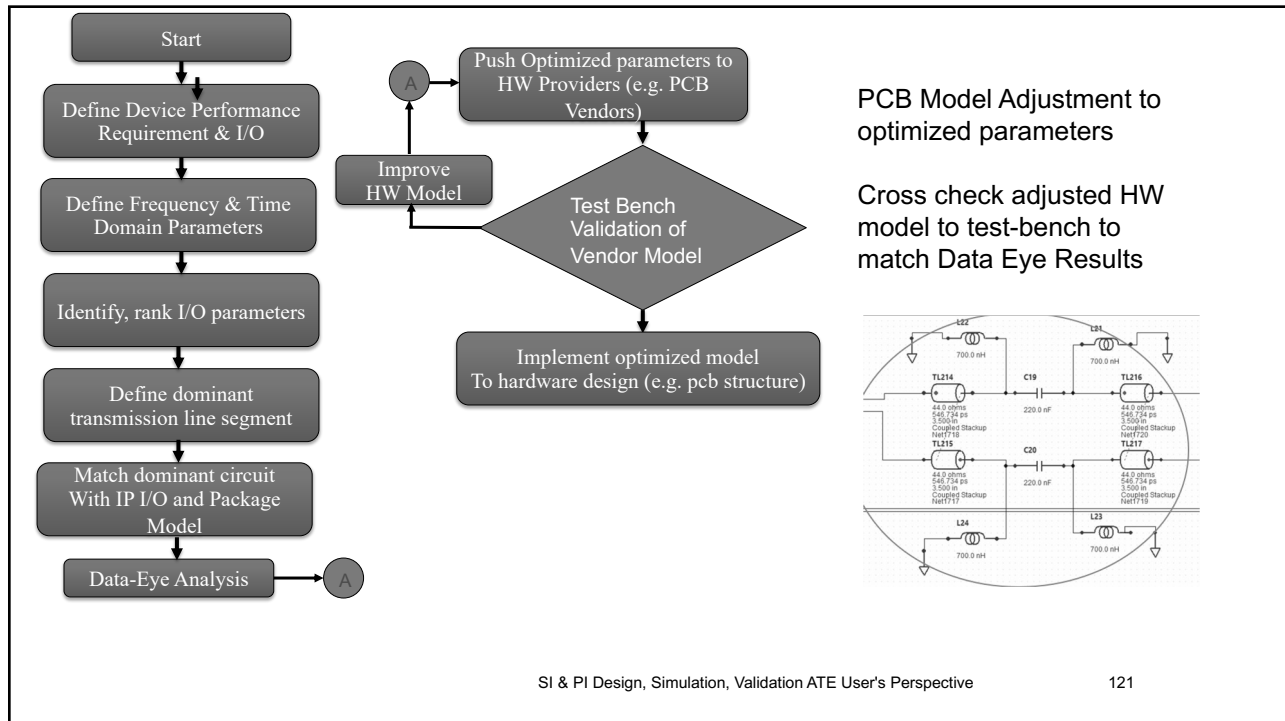 Start
Define Device Performance
Requirement & I/O
Define Frequency & Time
Domain Parameters
Identify, rank I/O parameters
Define dominant
transmission line segment
Match dominant circuit
With IP I/O and Package
Model
Data-Eye Analysis
A
A
Push Optimized parameters to
HW Providers (e.g. PCB
Vendors)
Improve
HW Model
Test Bench
Validation of
Vendor Model
Implement optimized model
To hardware design (e.g. pcb structure)
PCB Model Adjustment to
optimized parameters
Cross check adjusted HW
model to test-bench to
match Data Eye Results
L22
700.0 nH
L21
700.0 nH
TL214
44.0 ohms
546.734 ps
3.500 in
Coupled Stackup
Net1718
C19
220.0 nF
TL216
44.0 ohms
546.734 ps
3.500 in
Coupled Stackup
Net1720
TL215
44.0 ohms
546.734 ps
3.500 in
Coupled Stackup
Net1717
C20
220.0 nF
TL217
44.0 ohms
546.734 ps
3.500 in
Coupled Stackup
Net1719
L24
700.0 nH
L23
700.0 nH
SI & PI Design, Simulation, Validation ATE User's Perspective
121